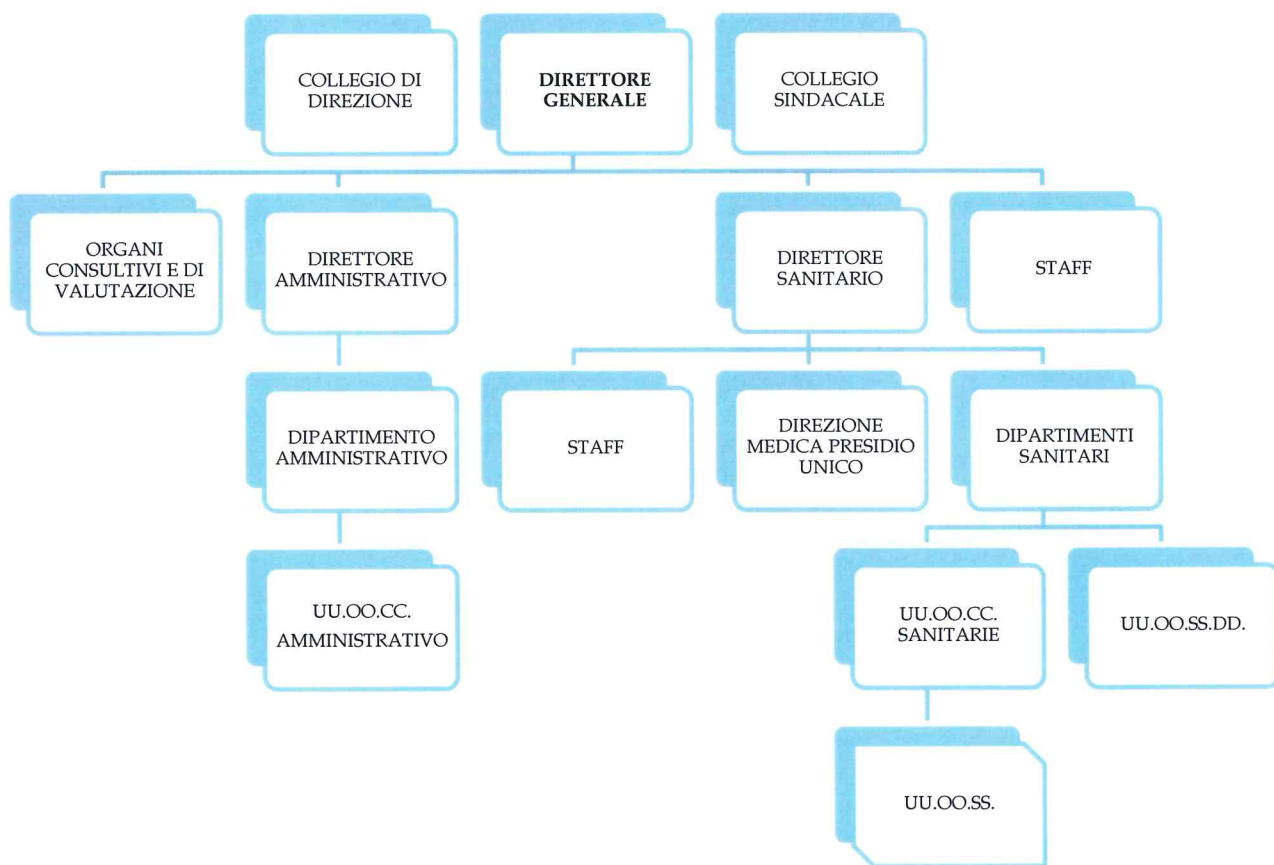 COLLEGIO DI
DIREZIONE
DIRETTORE
GENERALE
COLLEGIO
SINDACALE
ORGANI
CONSULTIVI E DI
VALUTAZIONE
DIRETTORE
AMMINISTRATIVO
DIRETTORE
SANITARIO
STAFF
DIPARTIMENTO
AMMINISTRATIVO
STAFF
DIREZIONE
MEDICA PRESIDIO
UNICO
DIPARTIMENTI
SANITARI
UU.OO.CC.
AMMINISTRATIVO
UU.OO.CC.
SANITARIE
UU.OO.SS.DD.
UU.OO.SS.